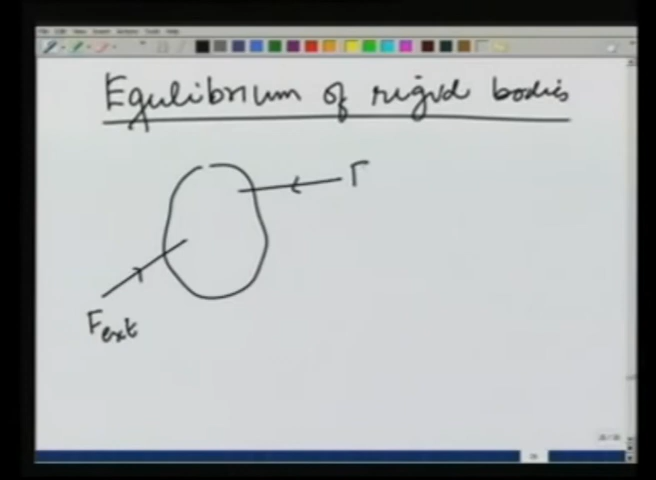 Equlibrium of rigid bodies
Γ
Fext